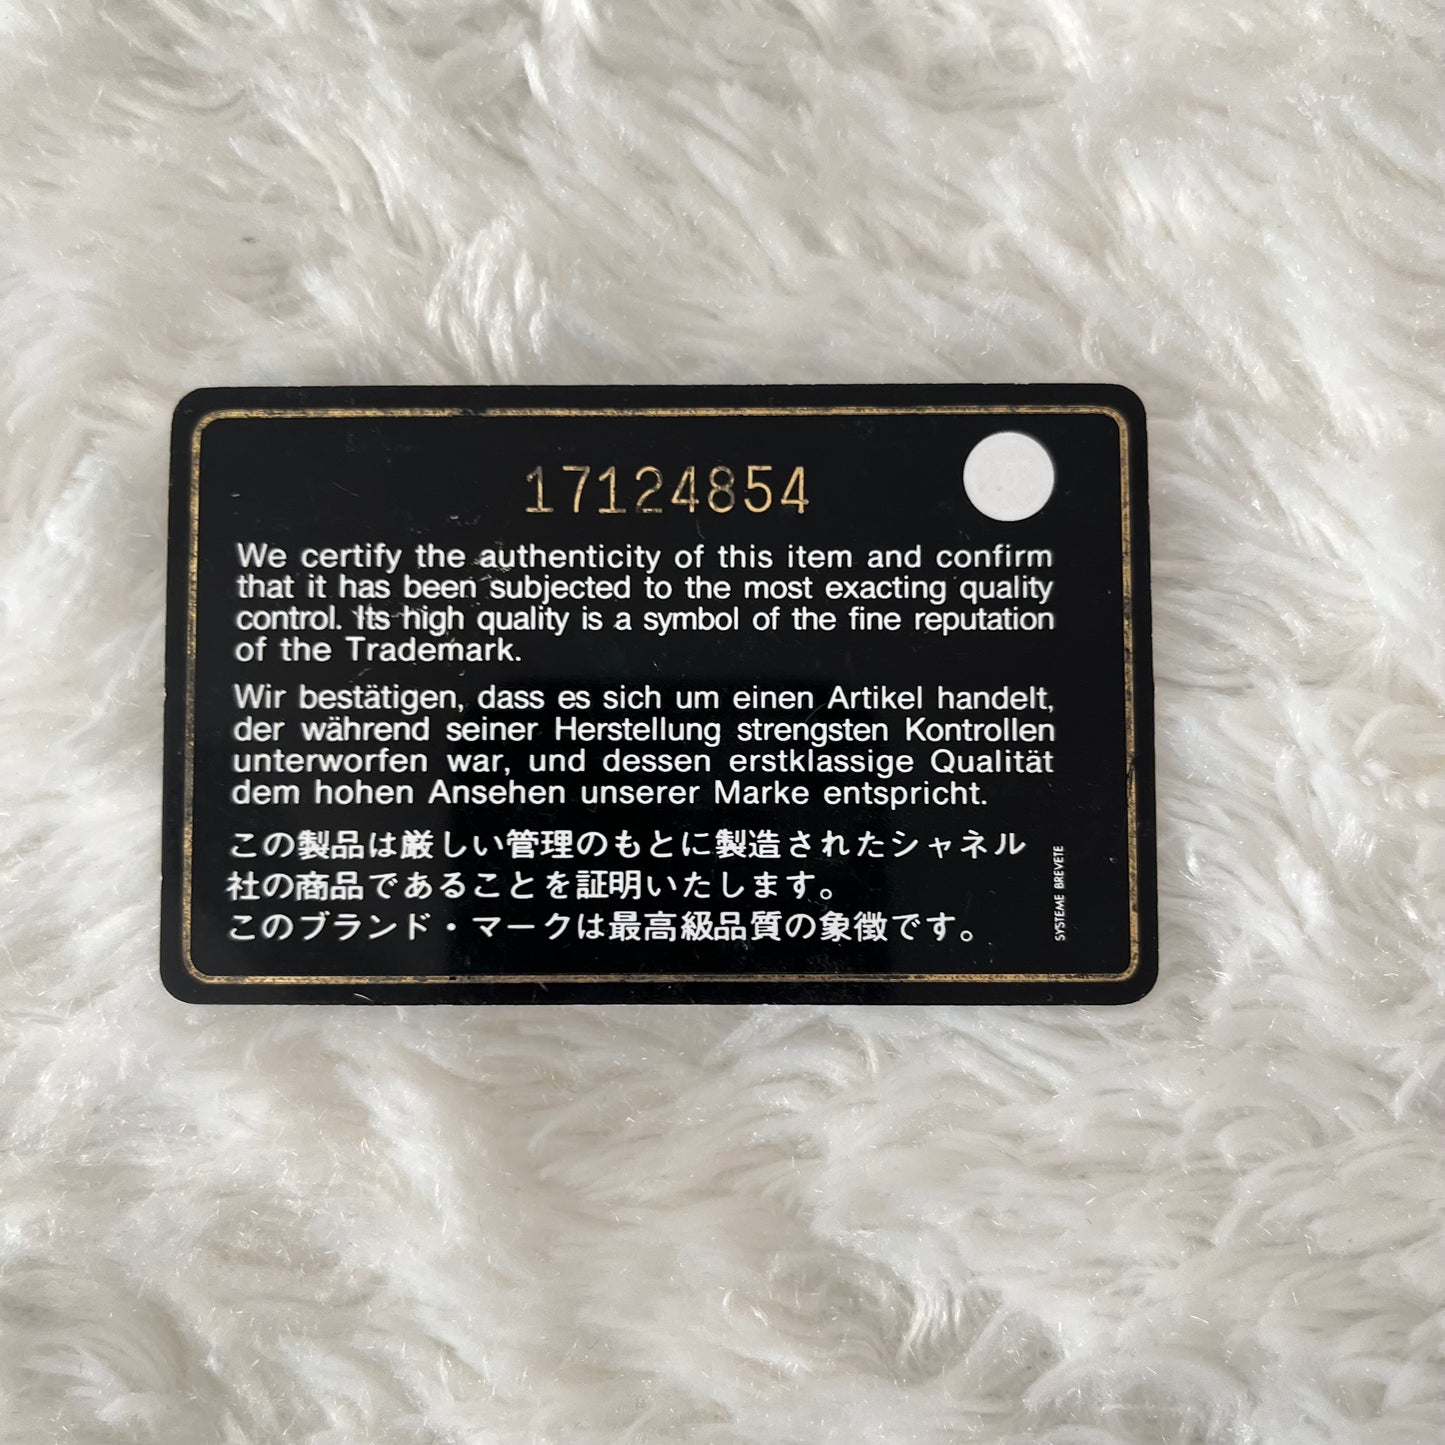 17124854
We certify the authenticity of this item and confirm
that it has been subjected to the most exacting quality
control. Its high quality is a symbol of the fine reputation
of the Trademark.
Wir bestätigen, dass es sich um einen Artikel handelt,
der während seiner Herstellung strengsten Kontrollen
unterworfen war, und dessen erstklassige Qualität
dem hohen Ansehen unserer Marke entspricht.
この製品は厳しい管理のもとに製造されたシャネル
社の商品であることを証明いたします。
このブランド・マークは最高級品質の象徴です。
SYSTEME BREVETE